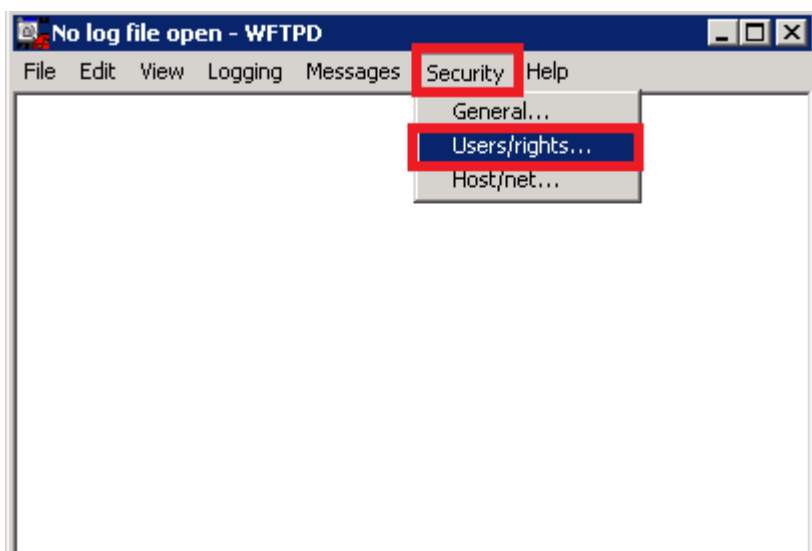 No log file open - WFTPD
File Edit View Logging Messages Security Help
General...
Users/rights...
Host/net...